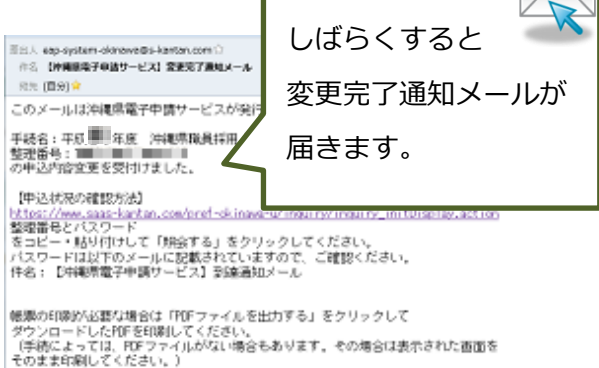 しばらくすると
変更完了通知メールが
届きます。
差出人 eap-system-okinawa@s-kantan.com
件名 【沖縄県電子申請サービス】変更完了通知メール
宛先 (自分)
このメールは沖縄県電子申請サービスが発行
手続名：平成 年度 沖縄県職員採用
整理番号：
の申込内容変更を受付けました。
【申込状況の確認方法】
https://www.saas-kantan.com/pref-okinawa-u/inquiry/inquiry_initDisplay.action
整理番号とパスワード
をコピー・貼り付けして「照会する」をクリックしてください。
パスワードは以下のメールに記載されていますので、ご確認ください。
件名：【沖縄県電子申請サービス】到達通知メール
帳票の印刷が必要な場合は「PDFファイルを出力する」をクリックして
ダウンロードしたPDFを印刷してください。
(手続によっては、PDFファイルがない場合もあります。その場合は表示された画面を
そのまま印刷してください。)